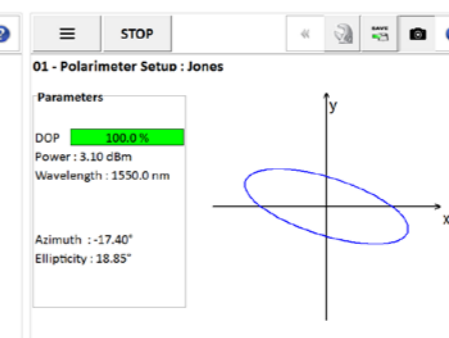 STOP
SAVE
01 - Polarimeter Setup : Jones
Parameters
DOP 100.0 %
Power : 3.10 dBm
Wavelength : 1550.0 nm
Azimuth : -17.40°
Ellipticity : 18.85°
y
x